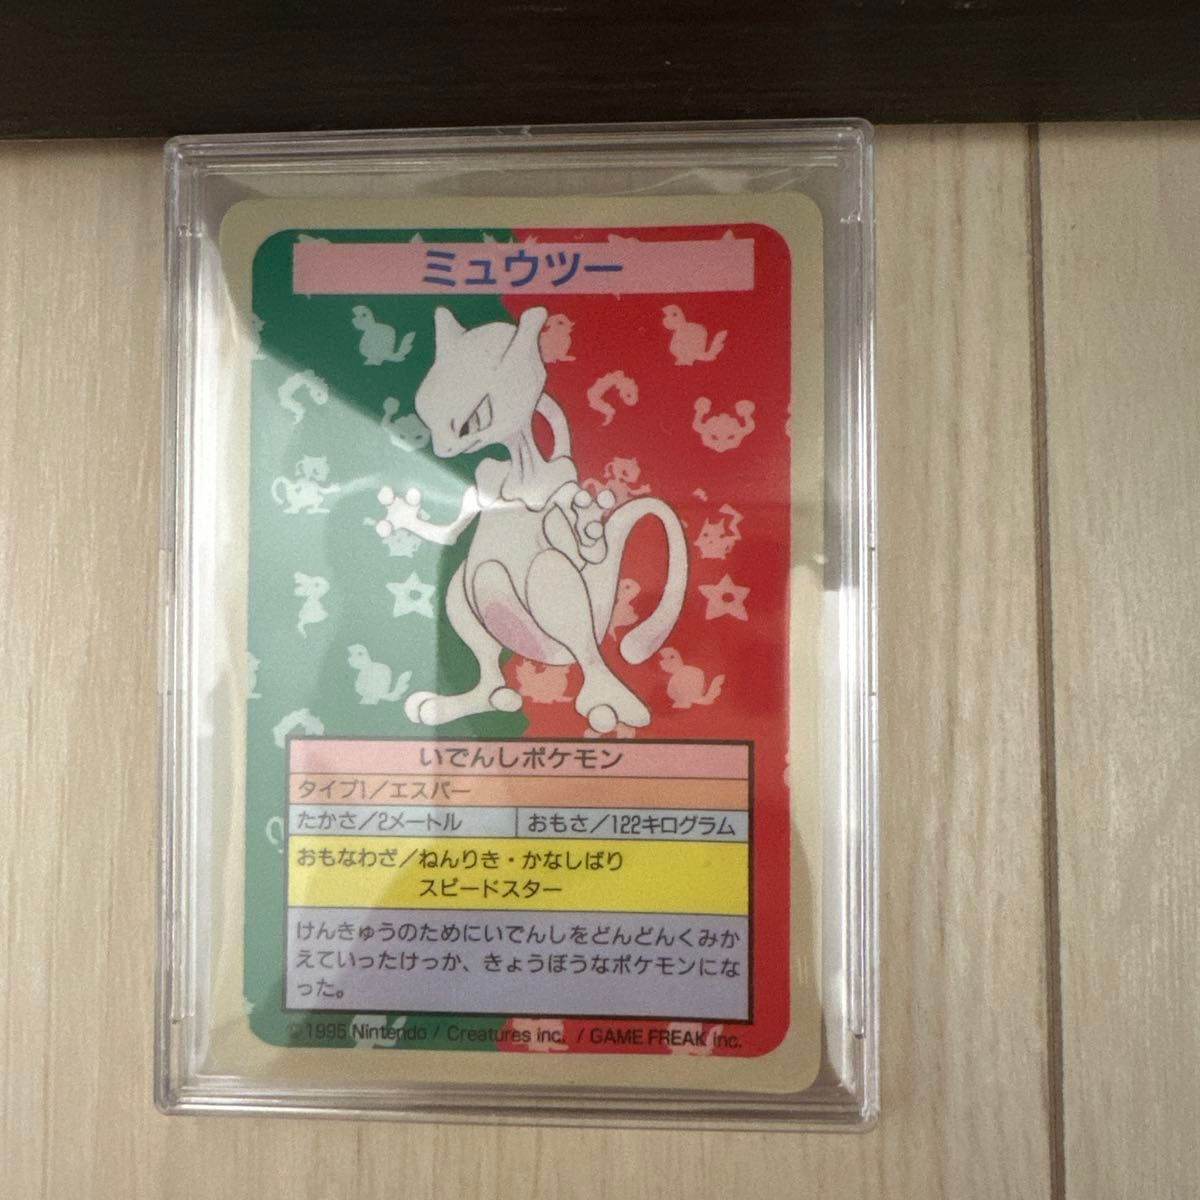 ミュウツー
いでんしポケモン
タイプ1／エスパー
たかさ／2メートル
おもさ／122キログラム
おもなわざ／ねんりき・かなしばり
スピードスター
けんきゅうのためにいでんしをどんどんくみか
えていったけっか、きょうぼうなポケモンにな
った。
©1995 Nintendo / Creatures inc. / GAME FREAK inc.